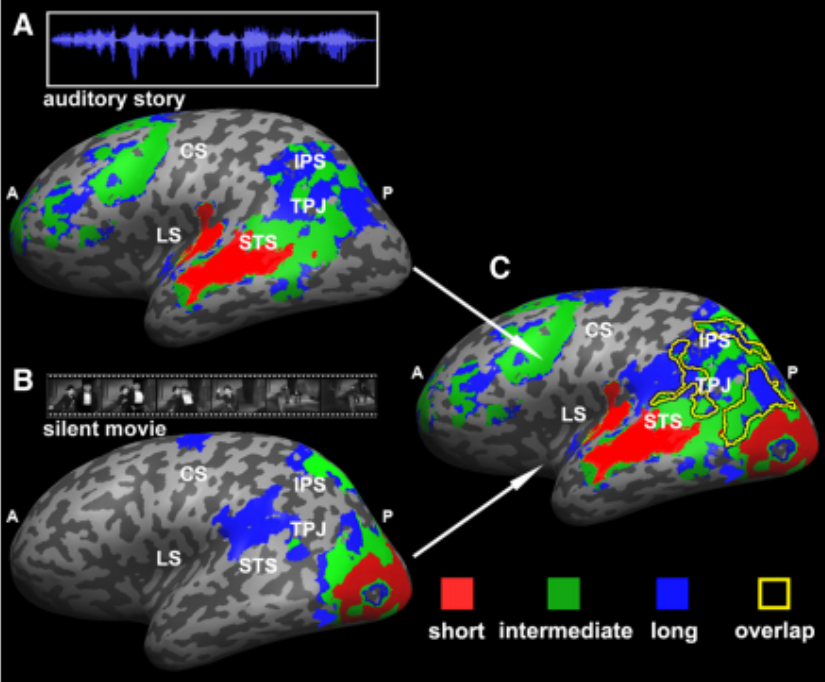 A
auditory story
CS
IPS
A
P
TPJ
LS
STS
C
CS
IPS
A
P
TPJ
LS
STS
B
silent movie
CS
IPS
A
P
TPJ
LS
STS
short
intermediate
long
overlap